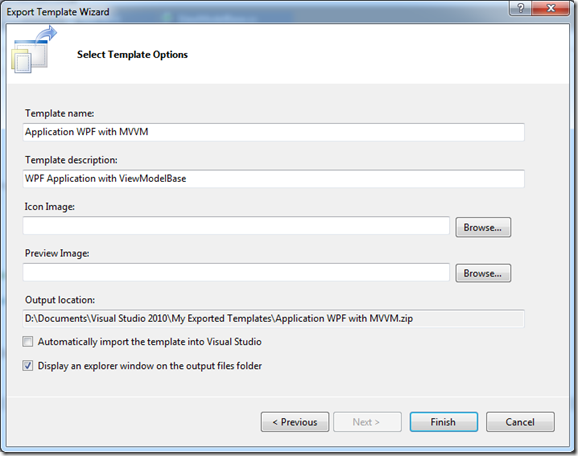 Export Template Wizard
Select Template Options
Template name:
Application WPF with MVVM
Template description:
WPF Application with ViewModelBase
Icon Image:
Browse...
Preview Image:
Browse...
Output location:
D:\Documents\Visual Studio 2010\My Exported Templates\Application WPF with MVVM.zip
Automatically import the template into Visual Studio
Display an explorer window on the output files folder
< Previous Next > Finish Cancel